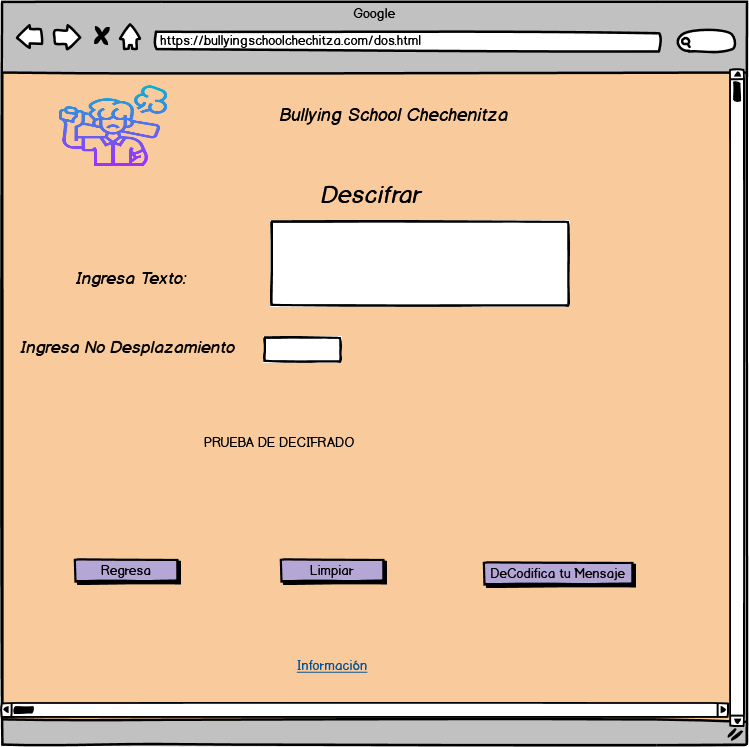 Google
https://bullyingschoolchechitza.com/dos.html
Bullying School Chechenitza
Descifrar
Ingresa Texto:
Ingresa No Desplazamiento
PRUEBA DE DECIFRADO
Regresa
Limpiar
DeCodifica tu Mensaje
Información